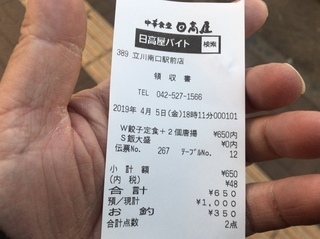 中華食堂 日高屋
日高屋バイト 検索
389 立川南口駅前店
領 収 書
TEL 042-527-1566
2019年 4月 5日(金)18時11分000101
W餃子定食+2個唐揚 ¥650内
S飯大盛 ¥0内
伝票No. 267 テーブルNo. 12
小 計 額 ¥650
(内 税) ¥48
合 計 ¥650
預/現計 ¥1,000
お 釣 ¥350
合計点数 2点